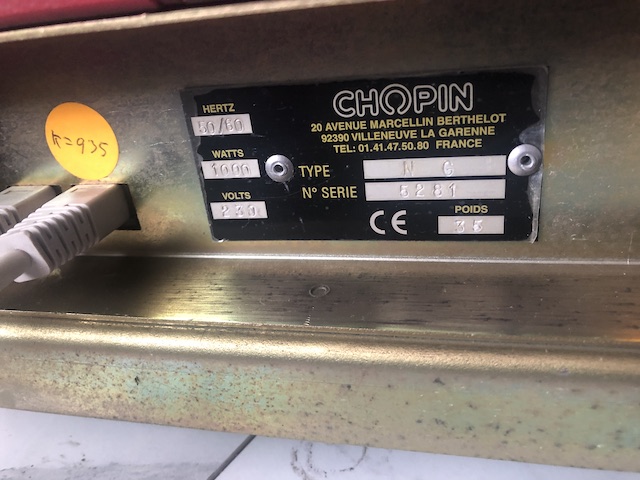 K=935
HERTZ
50/60
WATTS
1000
VOLTS
230
CHOPIN
20 AVENUE MARCELLIN BERTHELOT
92390 VILLENEUVE LA GARENNE
TEL: 01.41.47.50.80 FRANCE
TYPE N G
N° SERIE 5281
CE
POIDS
35